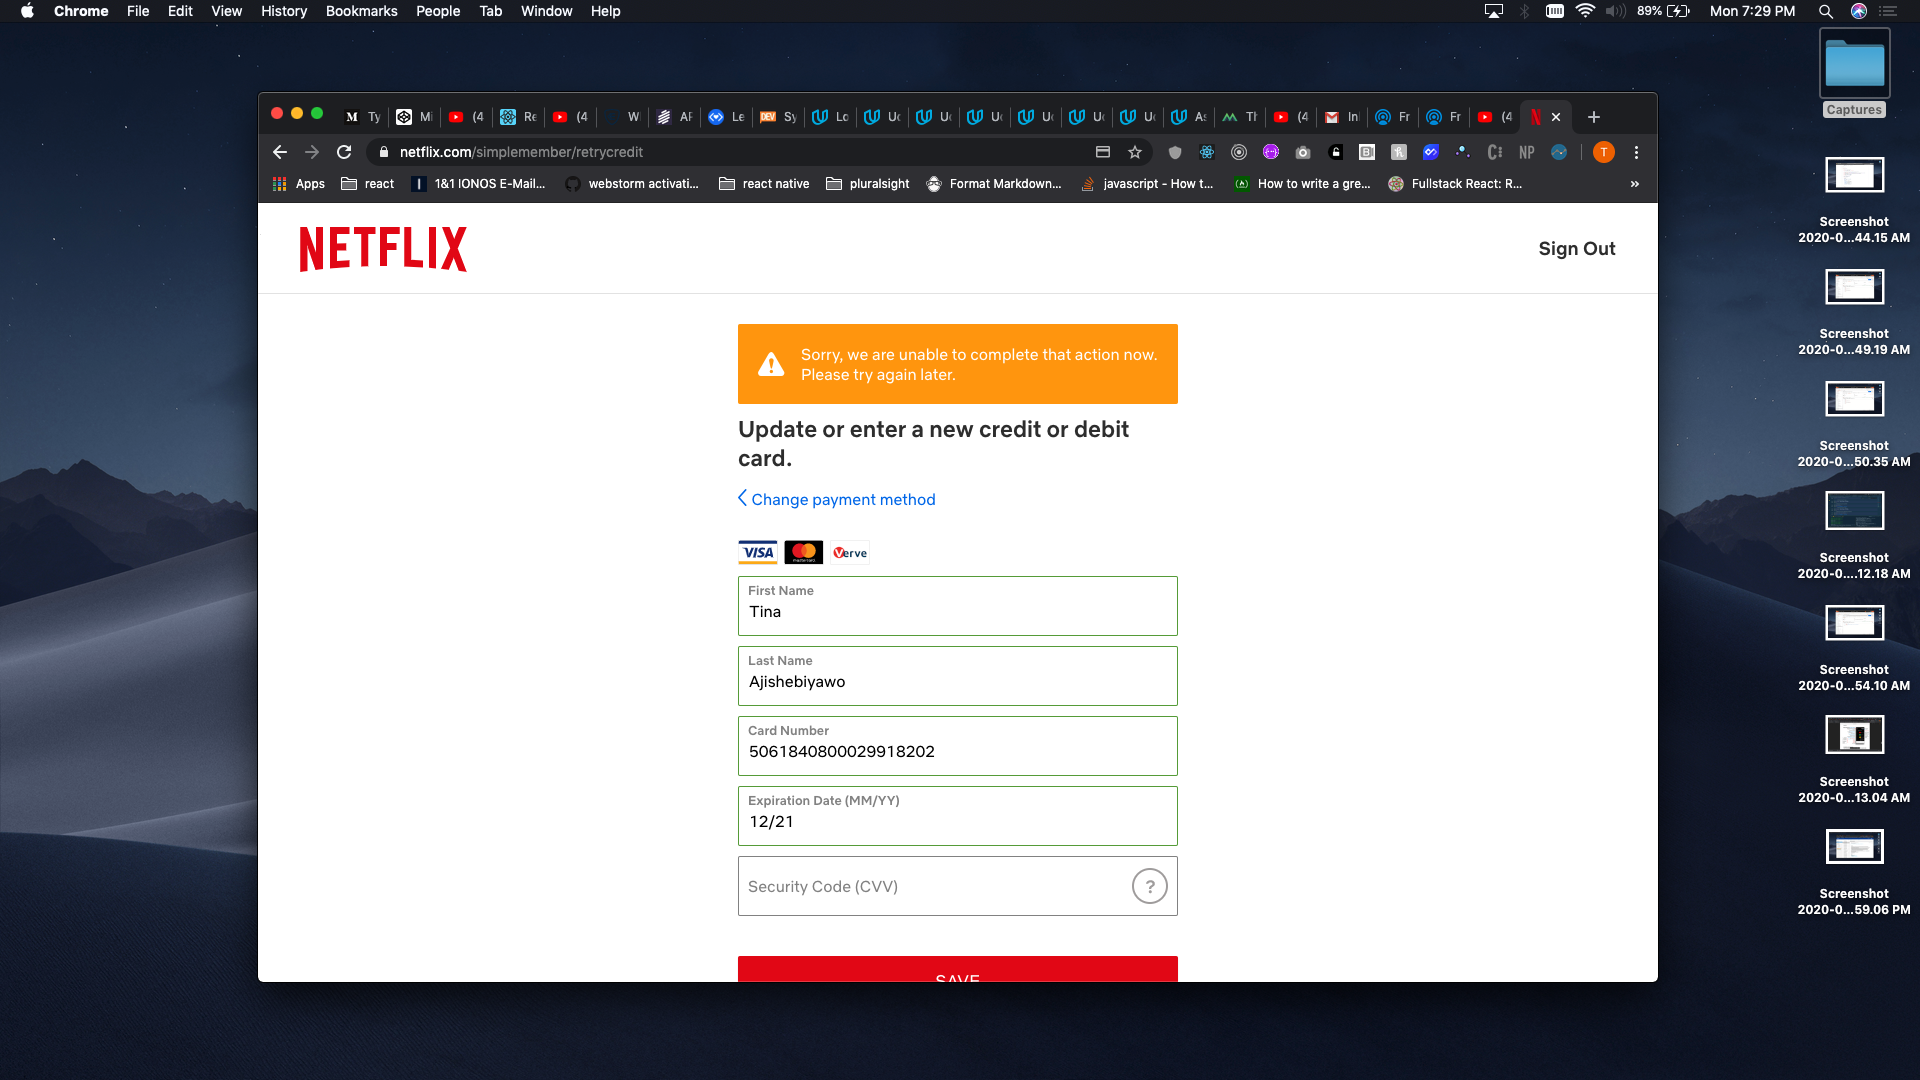 Chrome File Edit View History Bookmarks People Tab Window Help
89% Mon 7:29 PM
Captures
M Ty Mi (4 Re (4 Wi AF Le DEV Sy Lo Uc Uc Uc Uc Uc Uc As Th (4 In Fr Fr (4
netflix.com/simplemember/retrycredit
NP T
Apps react 1&1 IONOS E-Mail... webstorm activati... react native pluralsight Format Markdown... javascript - How t... How to write a gre... Fullstack React: R... »
NETFLIX
Sign Out
Sorry, we are unable to complete that action now.
Please try again later.
Update or enter a new credit or debit
card.
Change payment method
VISA mastercard Verve
First Name
Tina
Last Name
Ajishebiyawo
Card Number
5061840800029918202
Expiration Date (MM/YY)
12/21
Security Code (CVV) ?
SAVE
Screenshot
2020-0...44.15 AM
Screenshot
2020-0...49.19 AM
Screenshot
2020-0...50.35 AM
Screenshot
2020-0....12.18 AM
Screenshot
2020-0...54.10 AM
Screenshot
2020-0...13.04 AM
Screenshot
2020-0...59.06 PM